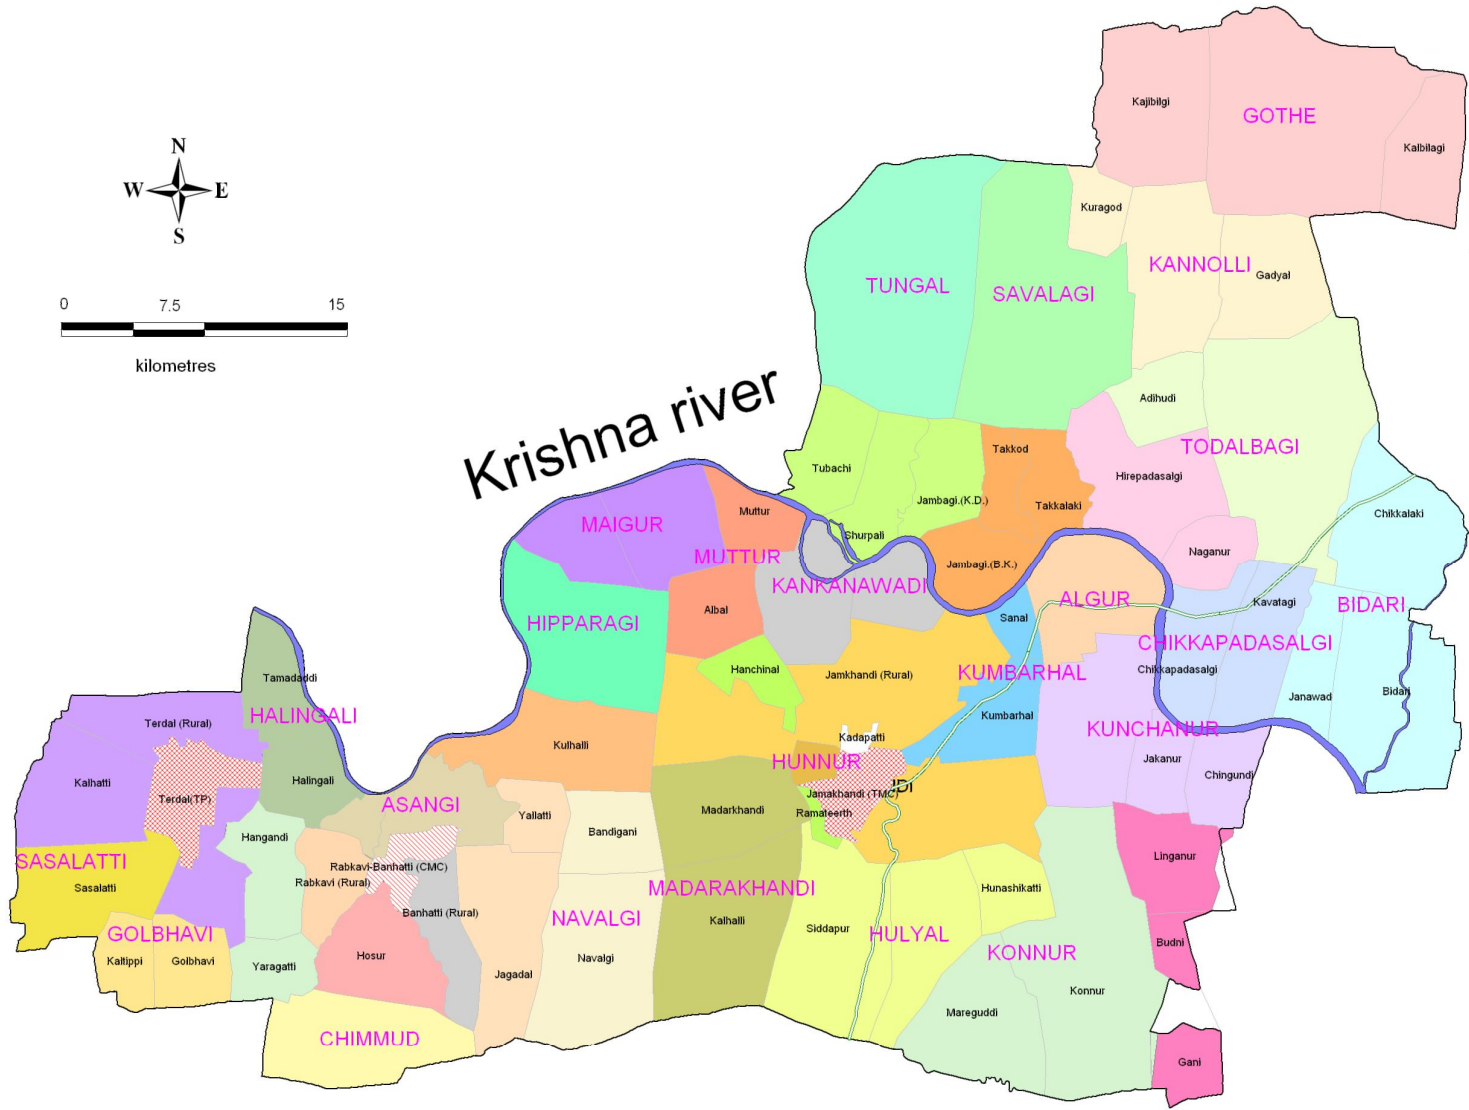 Kajibilgi
GOTHE
Kalbilagi
N
W
E
S
Kuragod
KANNOLLI
Gadyal
TUNGAL
SAVALAGI
0
7.5
15
kilometres
Krishna river
Adihudi
TODALBAGI
Tubachi
Takkod
Hirepadasalgi
Jambagi.(K.D.)
Takkalaki
Chikkalaki
Muttur
MAIGUR
Shurpali
MUTTUR
Naganur
Jambagi.(B.K.)
KANKANAWADI
ALGUR
Kavatagi
BIDARI
Albal
HIPPARAGI
Sanal
CHIKKAPADASALGI
Chikkapadasalgi
Hanchinal
Jamkhandi (Rural)
KUMBARHAL
Tamadaddi
Janawad
Bidari
HALINGALI
Terdal (Rural)
Kumbarhal
KUNCHANUR
Kulhalli
Kadapatti
HUNNUR
Jakanur
Chingundi
Kalhatti
Halingali
Terdal(TP)
JDI
Jamakhandi (TMC)
ASANGI
Yallatti
Madarkhandi
Ramateerth
Hangandi
Bandigani
SASALATTI
Linganur
Rabkavi-Banhatti (CMC)
Rabkavi (Rural)
Sasalatti
MADARAKHANDI
Hunashikatti
Banhatti (Rural)
NAVALGI
Kalhalli
Siddapur
HULYAL
GOLBHAVI
Budni
KONNUR
Kaltippi
Golbhavi
Hosur
Navalgi
Yaragatti
Jagadal
Konnur
Mareguddi
CHIMMUD
Gani